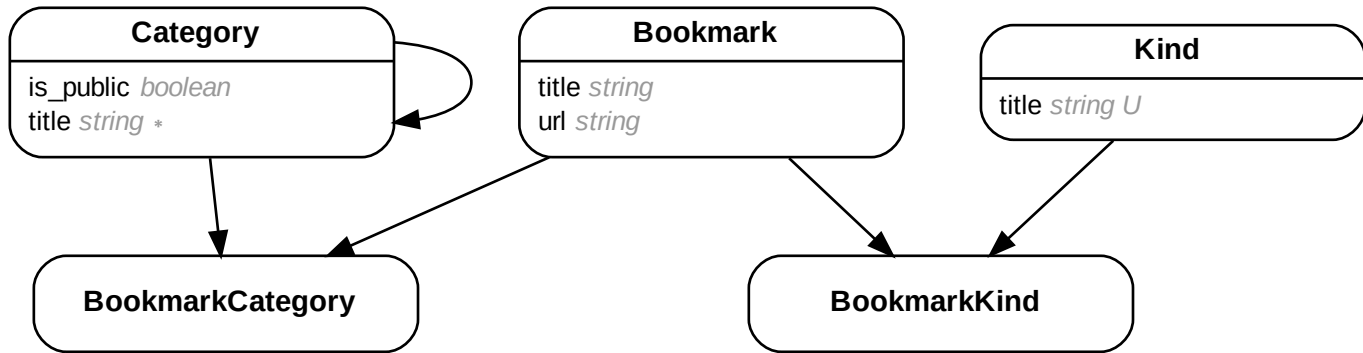 Category
is_public boolean
title string *
Bookmark
title string
url string
Kind
title string U
BookmarkCategory
BookmarkKind